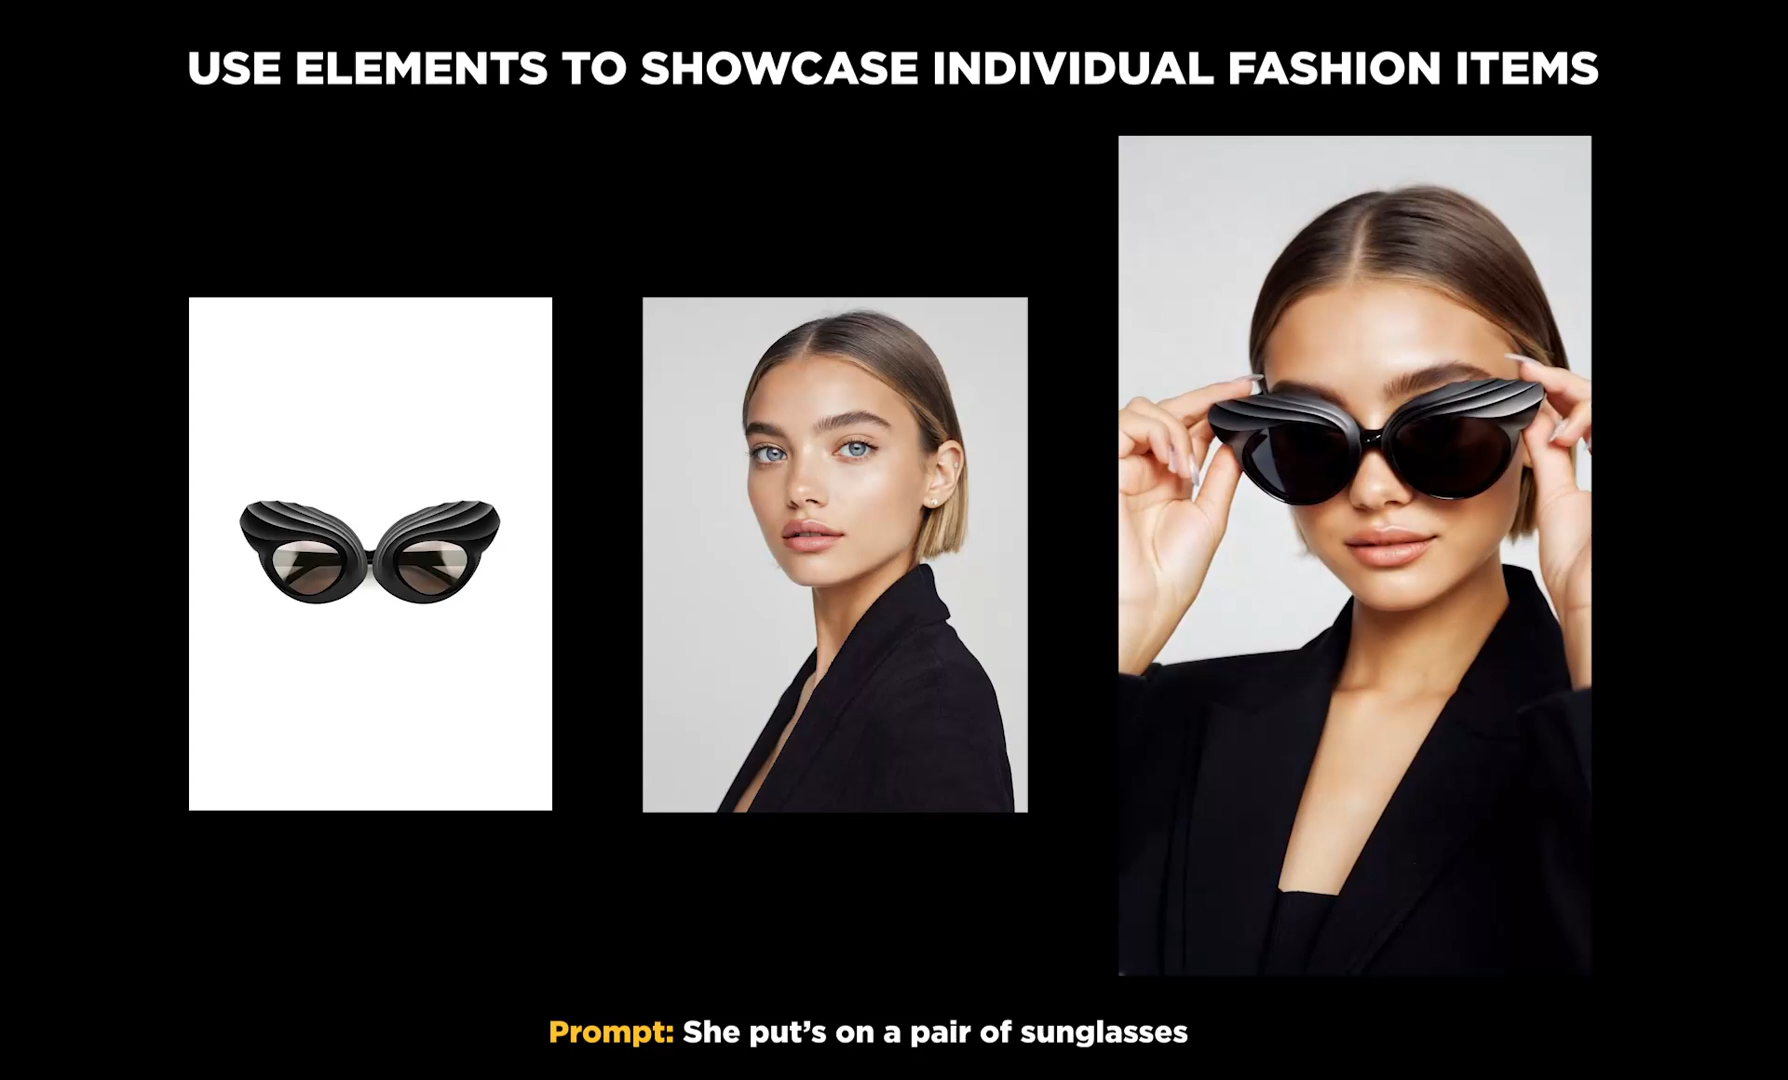 USE ELEMENTS TO SHOWCASE INDIVIDUAL FASHION ITEMS
Prompt: She put’s on a pair of sunglasses